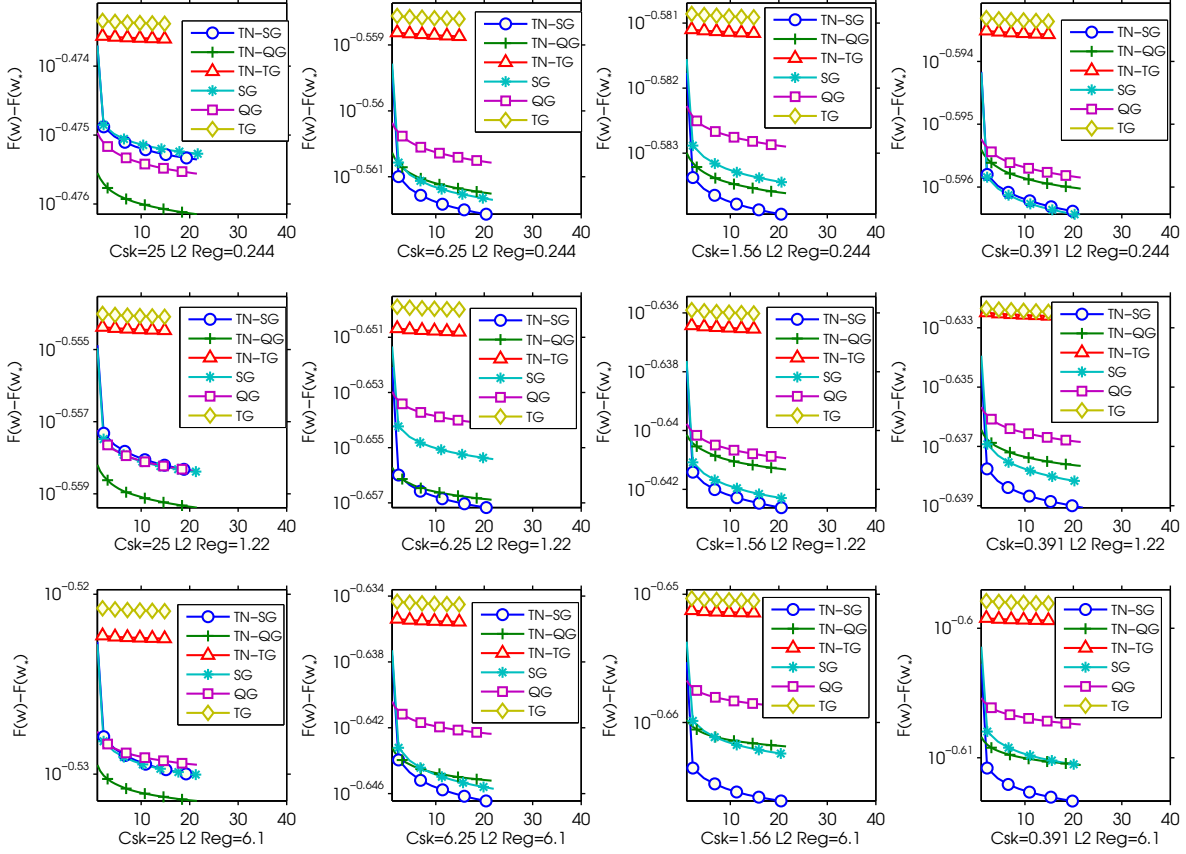 F(w)−F(w*)
10^−0.474
10^−0.475
10^−0.476
10 20 30 40
Csk=25 L2 Reg=0.244
TN−SG
TN−QG
TN−TG
SG
QG
TG
F(w)−F(w*)
10^−0.559
10^−0.56
10^−0.561
10 20 30 40
Csk=6.25 L2 Reg=0.244
TN−SG
TN−QG
TN−TG
SG
QG
TG
F(w)−F(w*)
10^−0.581
10^−0.582
10^−0.583
10 20 30 40
Csk=1.56 L2 Reg=0.244
TN−SG
TN−QG
TN−TG
SG
QG
TG
F(w)−F(w*)
10^−0.594
10^−0.595
10^−0.596
10 20 30 40
Csk=0.391 L2 Reg=0.244
TN−SG
TN−QG
TN−TG
SG
QG
TG
F(w)−F(w*)
10^−0.555
10^−0.557
10^−0.559
10 20 30 40
Csk=25 L2 Reg=1.22
TN−SG
TN−QG
TN−TG
SG
QG
TG
F(w)−F(w*)
10^−0.651
10^−0.653
10^−0.655
10^−0.657
10 20 30 40
Csk=6.25 L2 Reg=1.22
TN−SG
TN−QG
TN−TG
SG
QG
TG
F(w)−F(w*)
10^−0.636
10^−0.638
10^−0.64
10^−0.642
10 20 30 40
Csk=1.56 L2 Reg=1.22
TN−SG
TN−QG
TN−TG
SG
QG
TG
F(w)−F(w*)
10^−0.633
10^−0.635
10^−0.637
10^−0.639
10 20 30 40
Csk=0.391 L2 Reg=1.22
TN−SG
TN−QG
TN−TG
SG
QG
TG
F(w)−F(w*)
10^−0.52
10^−0.53
10 20 30 40
Csk=25 L2 Reg=6.1
TN−SG
TN−QG
TN−TG
SG
QG
TG
F(w)−F(w*)
10^−0.634
10^−0.638
10^−0.642
10^−0.646
10 20 30 40
Csk=6.25 L2 Reg=6.1
TN−SG
TN−QG
TN−TG
SG
QG
TG
F(w)−F(w*)
10^−0.65
10^−0.66
10 20 30 40
Csk=1.56 L2 Reg=6.1
TN−SG
TN−QG
TN−TG
SG
QG
TG
F(w)−F(w*)
10^−0.6
10^−0.61
10 20 30 40
Csk=0.391 L2 Reg=6.1
TN−SG
TN−QG
TN−TG
SG
QG
TG